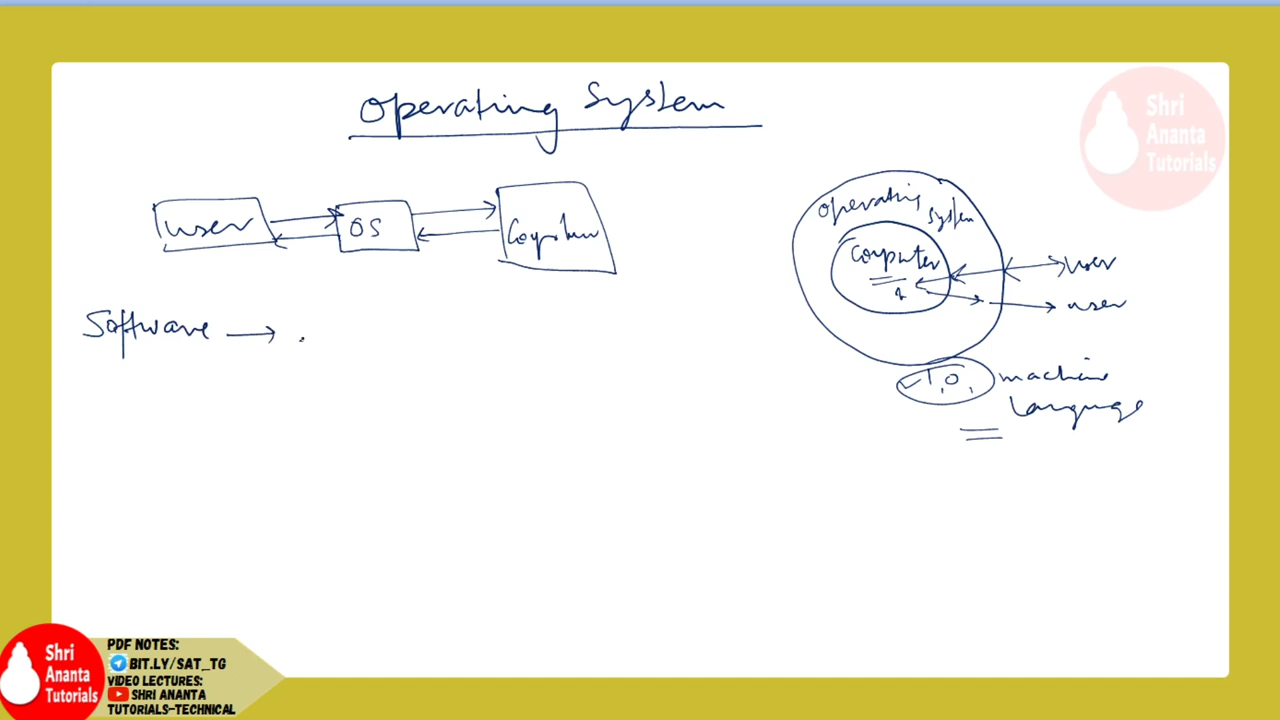 Operating System
Shri
Ananta
Tutorials
user
OS
Computer
Operating
System
Computer
user
user
Software →
1,0,
machine
language
Shri
Ananta
Tutorials
PDF NOTES:
BIT.LY/SAT_TG
VIDEO LECTURES:
SHRI ANANTA
TUTORIALS-TECHNICAL